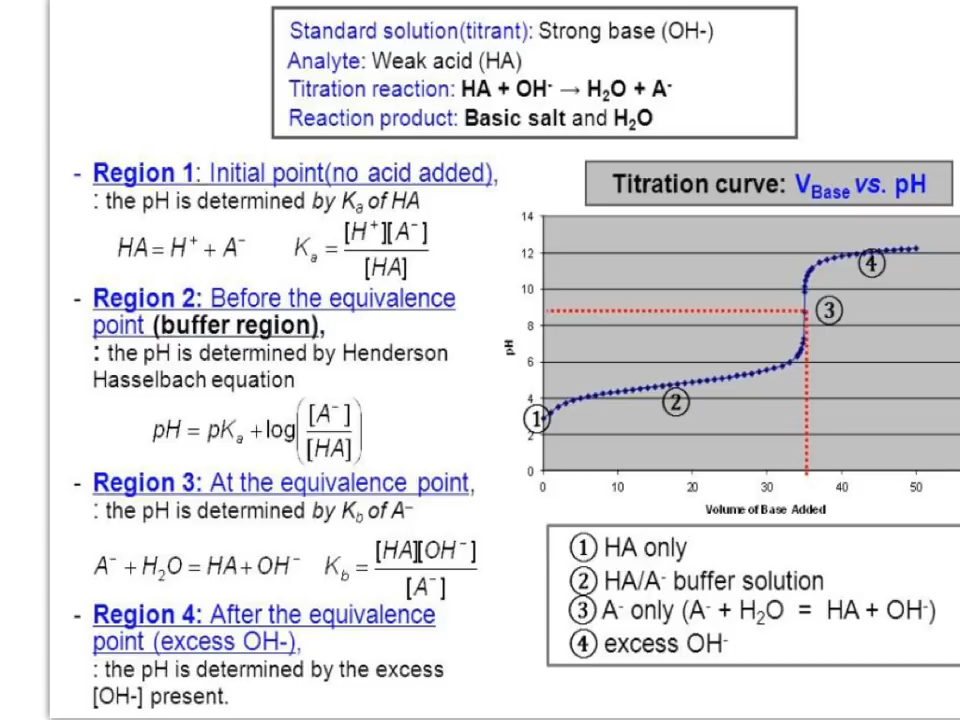 Standard solution(titrant): Strong base (OH-)
Analyte: Weak acid (HA)
Titration reaction: HA + OH⁻ → H₂O + A⁻
Reaction product: Basic salt and H₂O
- Region 1: Initial point(no acid added),
: the pH is determined by Kₐ of HA
HA = H⁺ + A⁻ Kₐ = [H⁺][A⁻] / [HA]
- Region 2: Before the equivalence
point (buffer region),
: the pH is determined by Henderson
Hasselbach equation
pH = pKₐ + log([A⁻] / [HA])
- Region 3: At the equivalence point,
: the pH is determined by K_b of A⁻
A⁻ + H₂O = HA + OH⁻ K_b = [HA][OH⁻] / [A⁻]
- Region 4: After the equivalence
point (excess OH-),
: the pH is determined by the excess
[OH-] present.
Titration curve: V_Base vs. pH
14
12
10
8
6
4
2
0
pH
①
②
③
④
0 10 20 30 40 50
Volume of Base Added
① HA only
② HA/A⁻ buffer solution
③ A⁻ only (A⁻ + H₂O = HA + OH⁻)
④ excess OH⁻